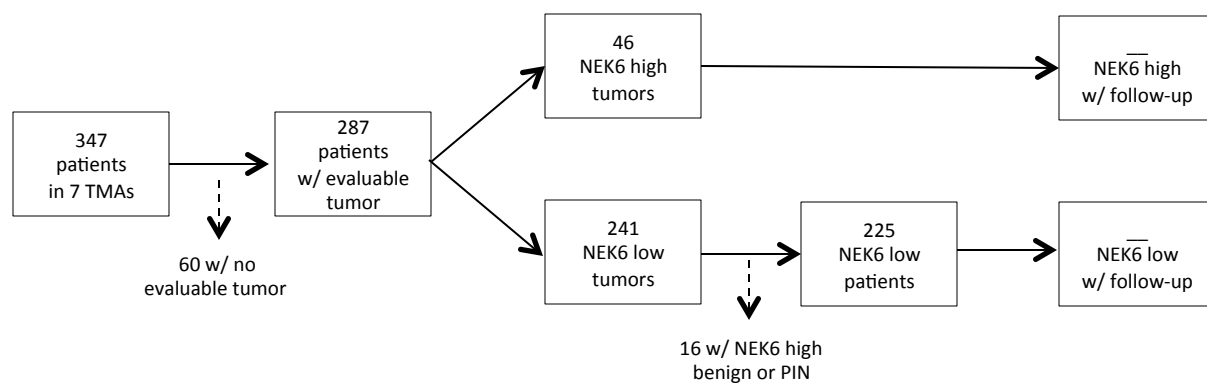 347
patients
in 7 TMAs
60 w/ no
evaluable tumor
287
patients
w/ evaluable
tumor
46
NEK6 high
tumors
__
NEK6 high
w/ follow-up
241
NEK6 low
tumors
16 w/ NEK6 high
benign or PIN
225
NEK6 low
patients
__
NEK6 low
w/ follow-up